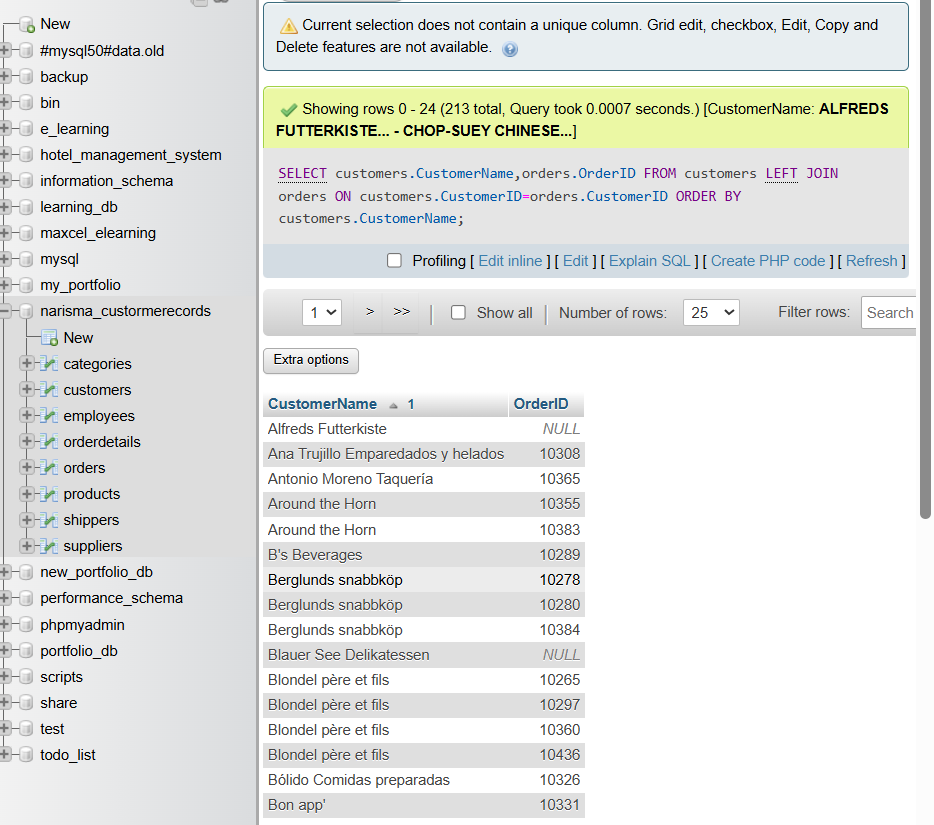 New
#mysql50#data.old
backup
bin
e_learning
hotel_management_system
information_schema
learning_db
maxcel_elearning
mysql
my_portfolio
narisma_custormerecords
New
categories
customers
employees
orderdetails
orders
products
shippers
suppliers
new_portfolio_db
performance_schema
phpmyadmin
portfolio_db
scripts
share
test
todo_list
Current selection does not contain a unique column. Grid edit, checkbox, Edit, Copy and
Delete features are not available.
Showing rows 0 - 24 (213 total, Query took 0.0007 seconds.) [CustomerName: ALFREDS
FUTTERKISTE... - CHOP-SUEY CHINESE...]
SELECT customers.CustomerName,orders.OrderID FROM customers LEFT JOIN
orders ON customers.CustomerID=orders.CustomerID ORDER BY
customers.CustomerName;
Profiling [ Edit inline ] [ Edit ] [ Explain SQL ] [ Create PHP code ] [ Refresh ]
1 > >> | Show all | Number of rows: 25 Filter rows: Search
Extra options
CustomerName 1 OrderID
Alfreds Futterkiste NULL
Ana Trujillo Emparedados y helados 10308
Antonio Moreno Taquería 10365
Around the Horn 10355
Around the Horn 10383
B's Beverages 10289
Berglunds snabbköp 10278
Berglunds snabbköp 10280
Berglunds snabbköp 10384
Blauer See Delikatessen NULL
Blondel père et fils 10265
Blondel père et fils 10297
Blondel père et fils 10360
Blondel père et fils 10436
Bólido Comidas preparadas 10326
Bon app' 10331